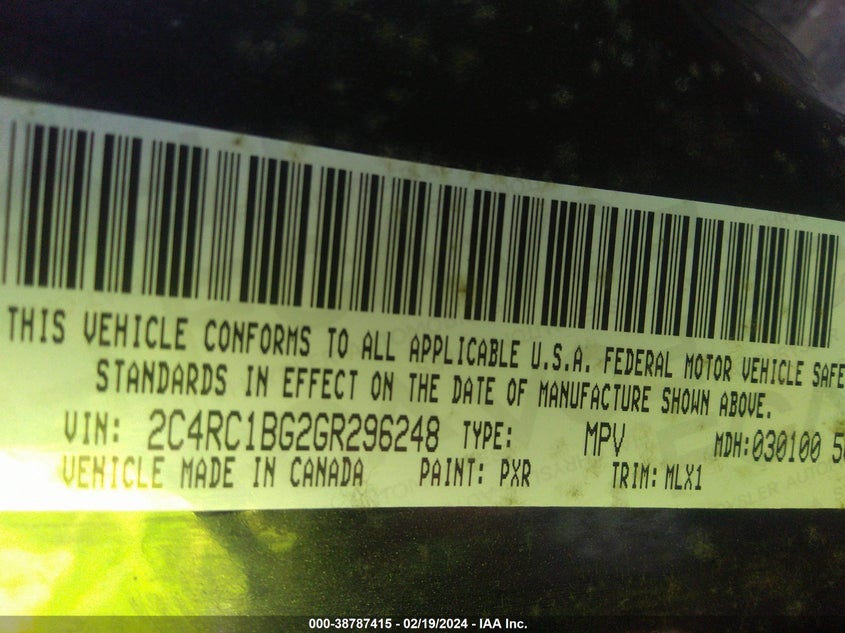 THIS VEHICLE CONFORMS TO ALL APPLICABLE U.S.A. FEDERAL MOTOR VEHICLE SAFE
STANDARDS IN EFFECT ON THE DATE OF MANUFACTURE SHOWN ABOVE.
VIN: 2C4RC1BG2GR296248 TYPE: MPV MDH: 030100 5
VEHICLE MADE IN CANADA PAINT: PXR TRIM: MLX1
000-38787415 - 02/19/2024 - IAA Inc.